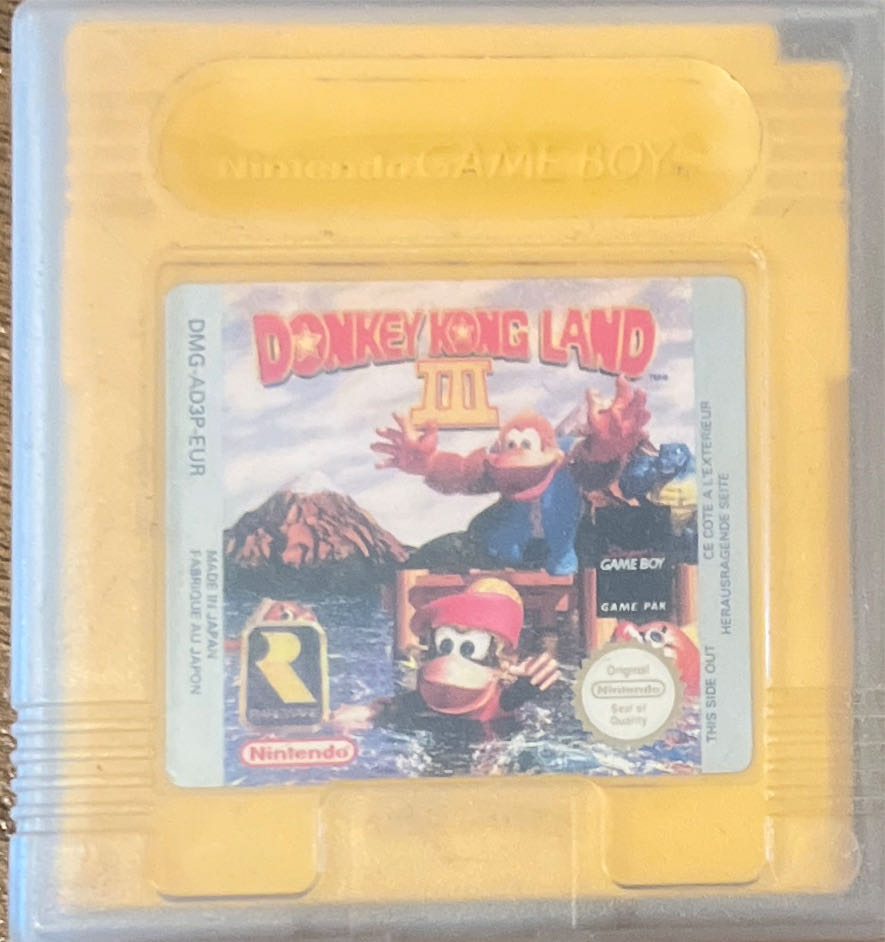 Nintendo GAME BOY
DONKEY KONG LAND
III
TM
DMG-AD3P-EUR
MADE IN JAPAN
FABRIQUE AU JAPON
GAME BOY
GAME PAK
CE COTE A L'EXTERIEUR
HERAUSRAGENDE SEITE
THIS SIDE OUT
Original
Nintendo
Seal of
Quality
Nintendo